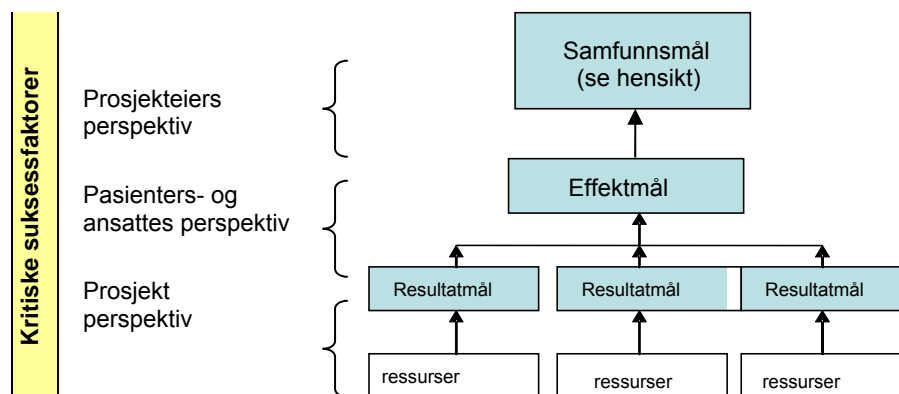 Kritiske suksessfaktorer
Samfunnsmål
(se hensikt)
Prosjekteiers
perspektiv
Effektmål
Pasienters- og
ansattes perspektiv
Prosjekt
perspektiv
Resultatmål
Resultatmål
Resultatmål
ressurser
ressurser
ressurser